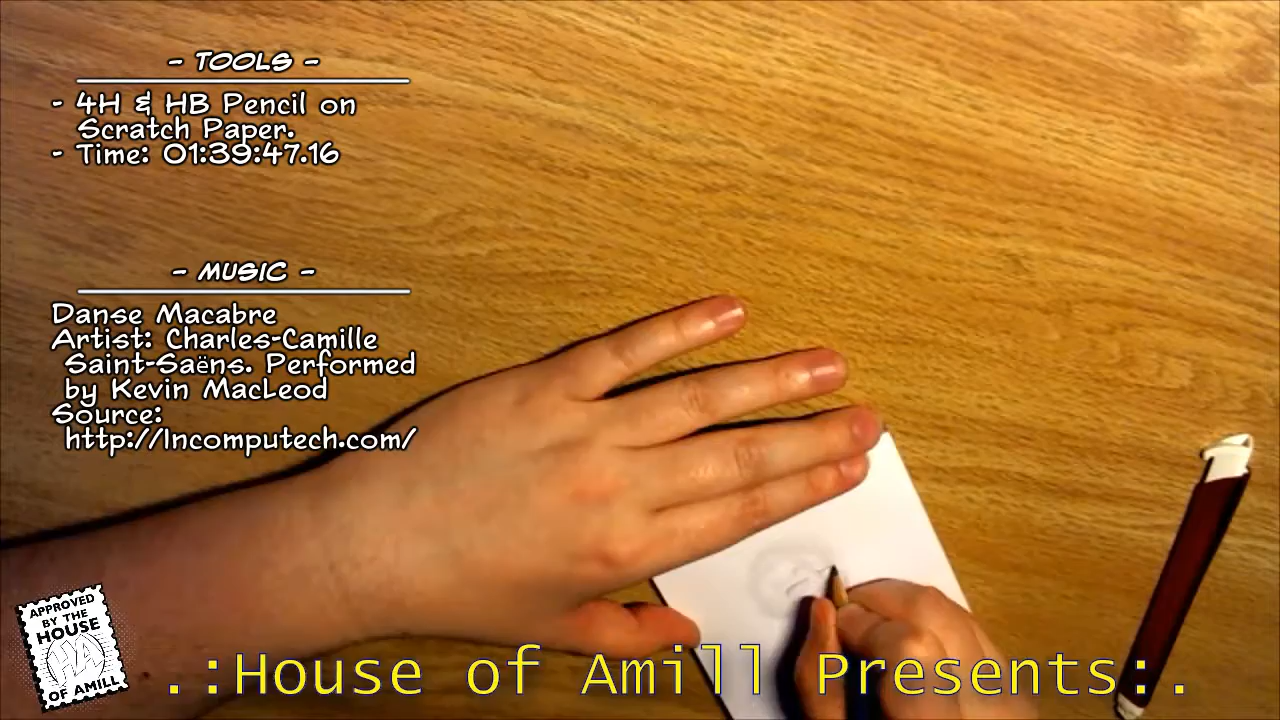 - TOOLS -
- 4H & HB Pencil on
Scratch Paper.
- Time: 01:39:47.16
- MUSIC -
Danse Macabre
Artist: Charles-Camille
Saint-Saëns. Performed
by Kevin MacLeod
Source:
http://Incomputech.com/
APPROVED
BY THE
HOUSE
HA
OF AMILL
.:House of Amill Presents:.